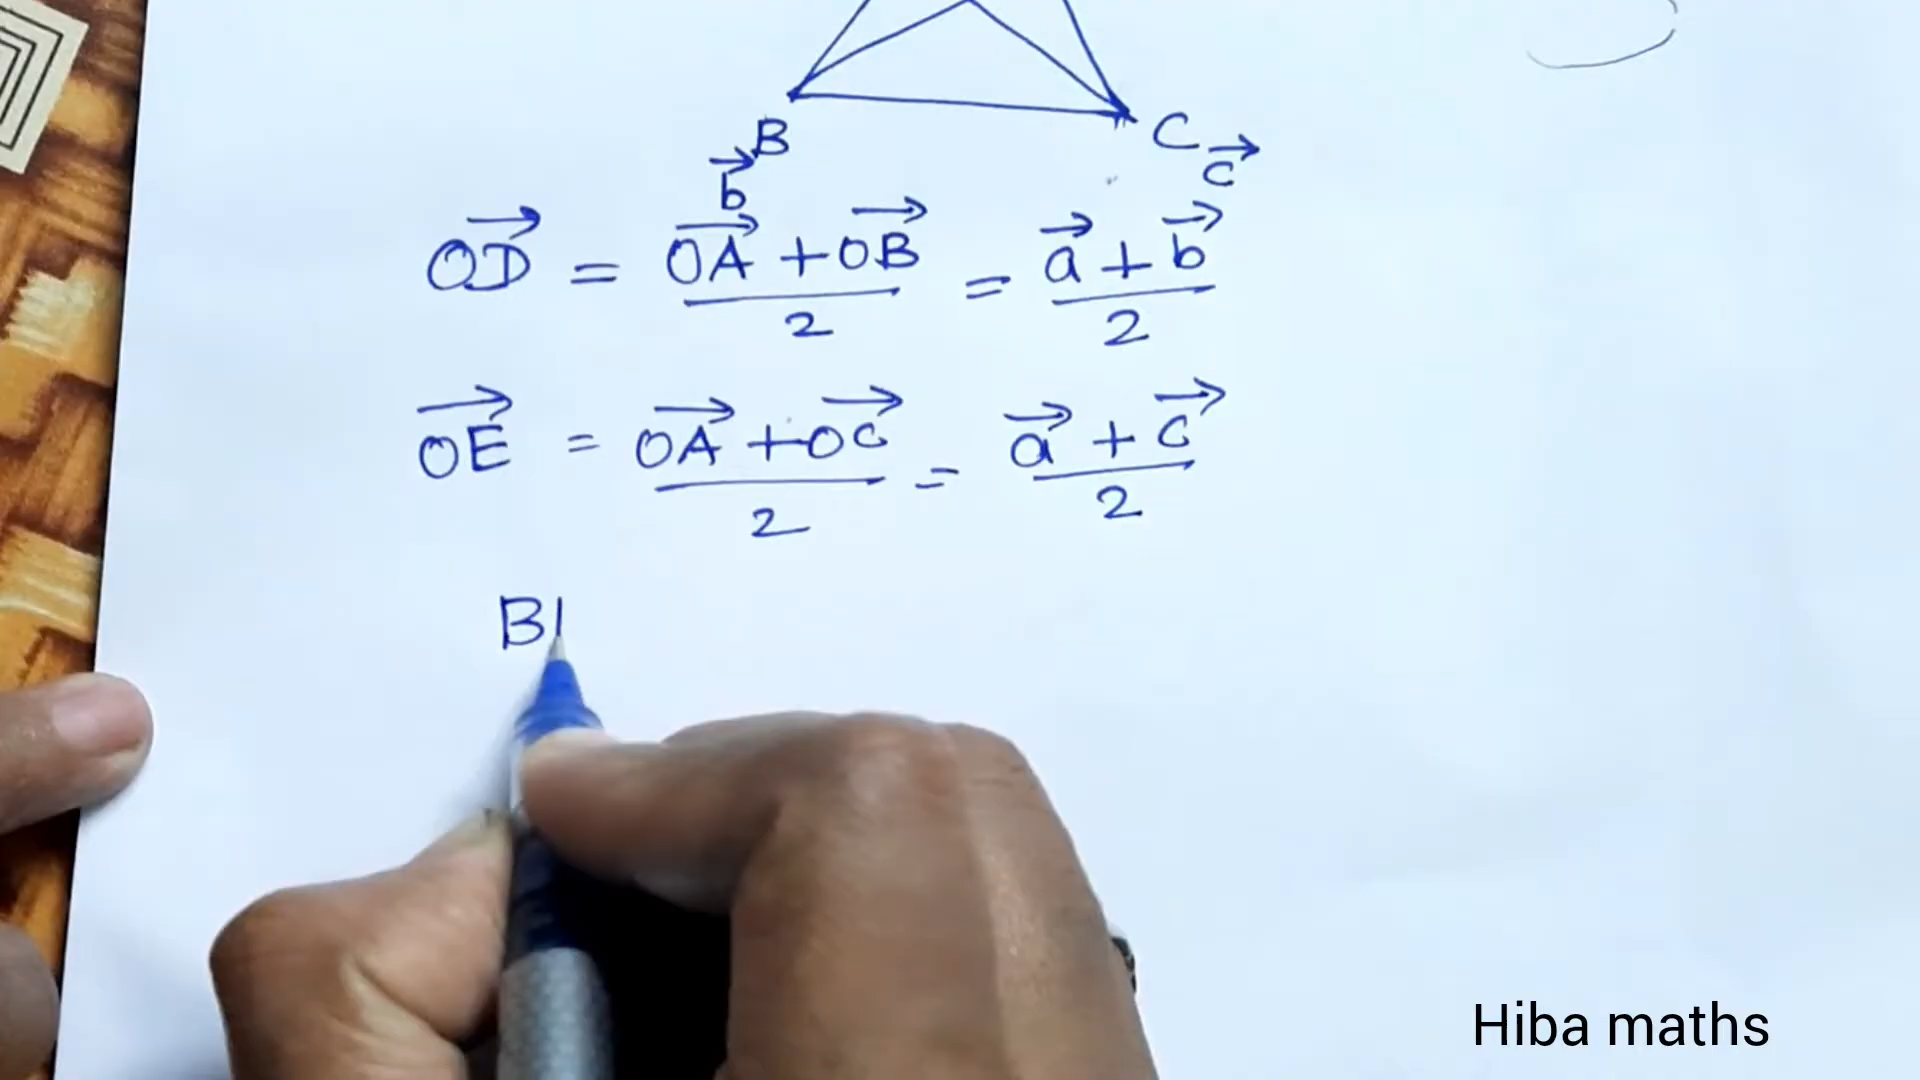 B C
b⃗ c⃗
OD⃗ = (OA⃗ + OB⃗)/2 = (a⃗ + b⃗)/2
OE⃗ = (OA⃗ + OC⃗)/2 = (a⃗ + c⃗)/2
B
Hiba maths